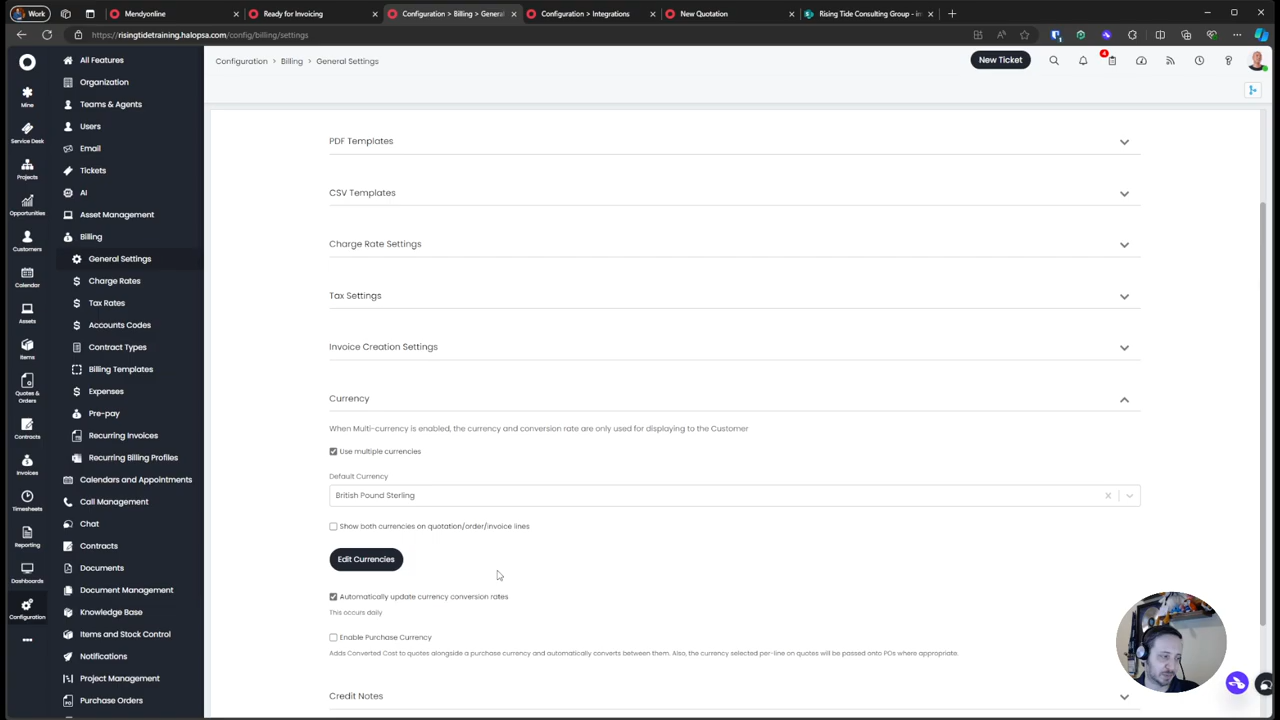 Work
Mendyonline
Ready for Invoicing
Configuration > Billing > General
Configuration > Integrations
New Quotation
Rising Tide Consulting Group - in
https://risingtidetraining.halopsa.com/config/billing/settings
Configuration > Billing > General Settings
New Ticket
4
Mine
Service Desk
Projects
Opportunities
Customers
Calendar
Assets
Items
Quotes &
Orders
Contracts
Invoices
Timesheets
Reporting
Dashboards
Configuration
All Features
Organization
Teams & Agents
Users
Email
Tickets
AI
Asset Management
Billing
General Settings
Charge Rates
Tax Rates
Accounts Codes
Contract Types
Billing Templates
Expenses
Pre-pay
Recurring Invoices
Recurring Billing Profiles
Calendars and Appointments
Call Management
Chat
Contracts
Documents
Document Management
Knowledge Base
Items and Stock Control
Notifications
Project Management
Purchase Orders
PDF Templates
CSV Templates
Charge Rate Settings
Tax Settings
Invoice Creation Settings
Currency
When Multi-currency is enabled, the currency and conversion rate are only used for displaying to the Customer
Use multiple currencies
Default Currency
British Pound Sterling
Show both currencies on quotation/order/invoice lines
Edit Currencies
Automatically update currency conversion rates
This occurs daily
Enable Purchase Currency
Adds Converted Cost to quotes alongside a purchase currency and automatically converts between them. Also, the currency selected per-line on quotes will be passed onto POs where appropriate.
Credit Notes